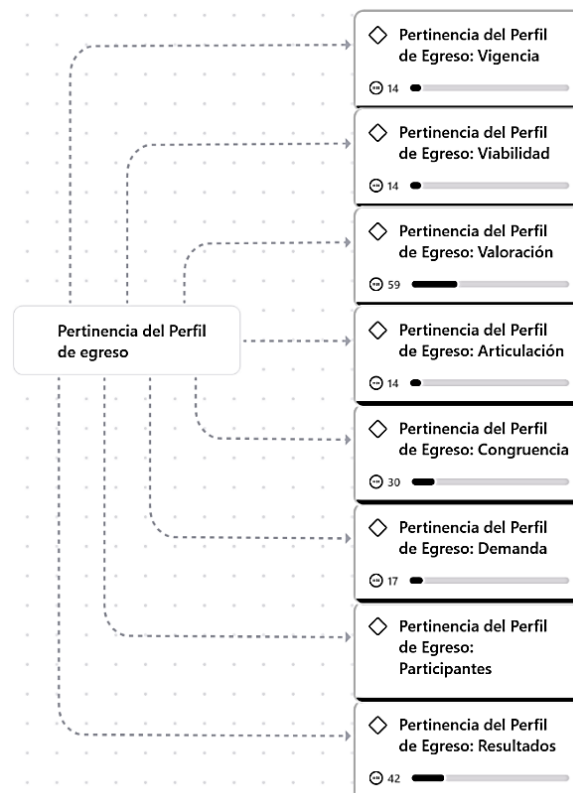 Pertinencia del Perfil
de Egreso: Vigencia
14
Pertinencia del Perfil
de Egreso: Viabilidad
14
Pertinencia del Perfil
de Egreso: Valoración
59
Pertinencia del Perfil
de egreso
Pertinencia del Perfil
de Egreso: Articulación
14
Pertinencia del Perfil
de Egreso: Congruencia
30
Pertinencia del Perfil
de Egreso: Demanda
17
Pertinencia del Perfil
de Egreso:
Participantes
Pertinencia del Perfil
de Egreso: Resultados
42